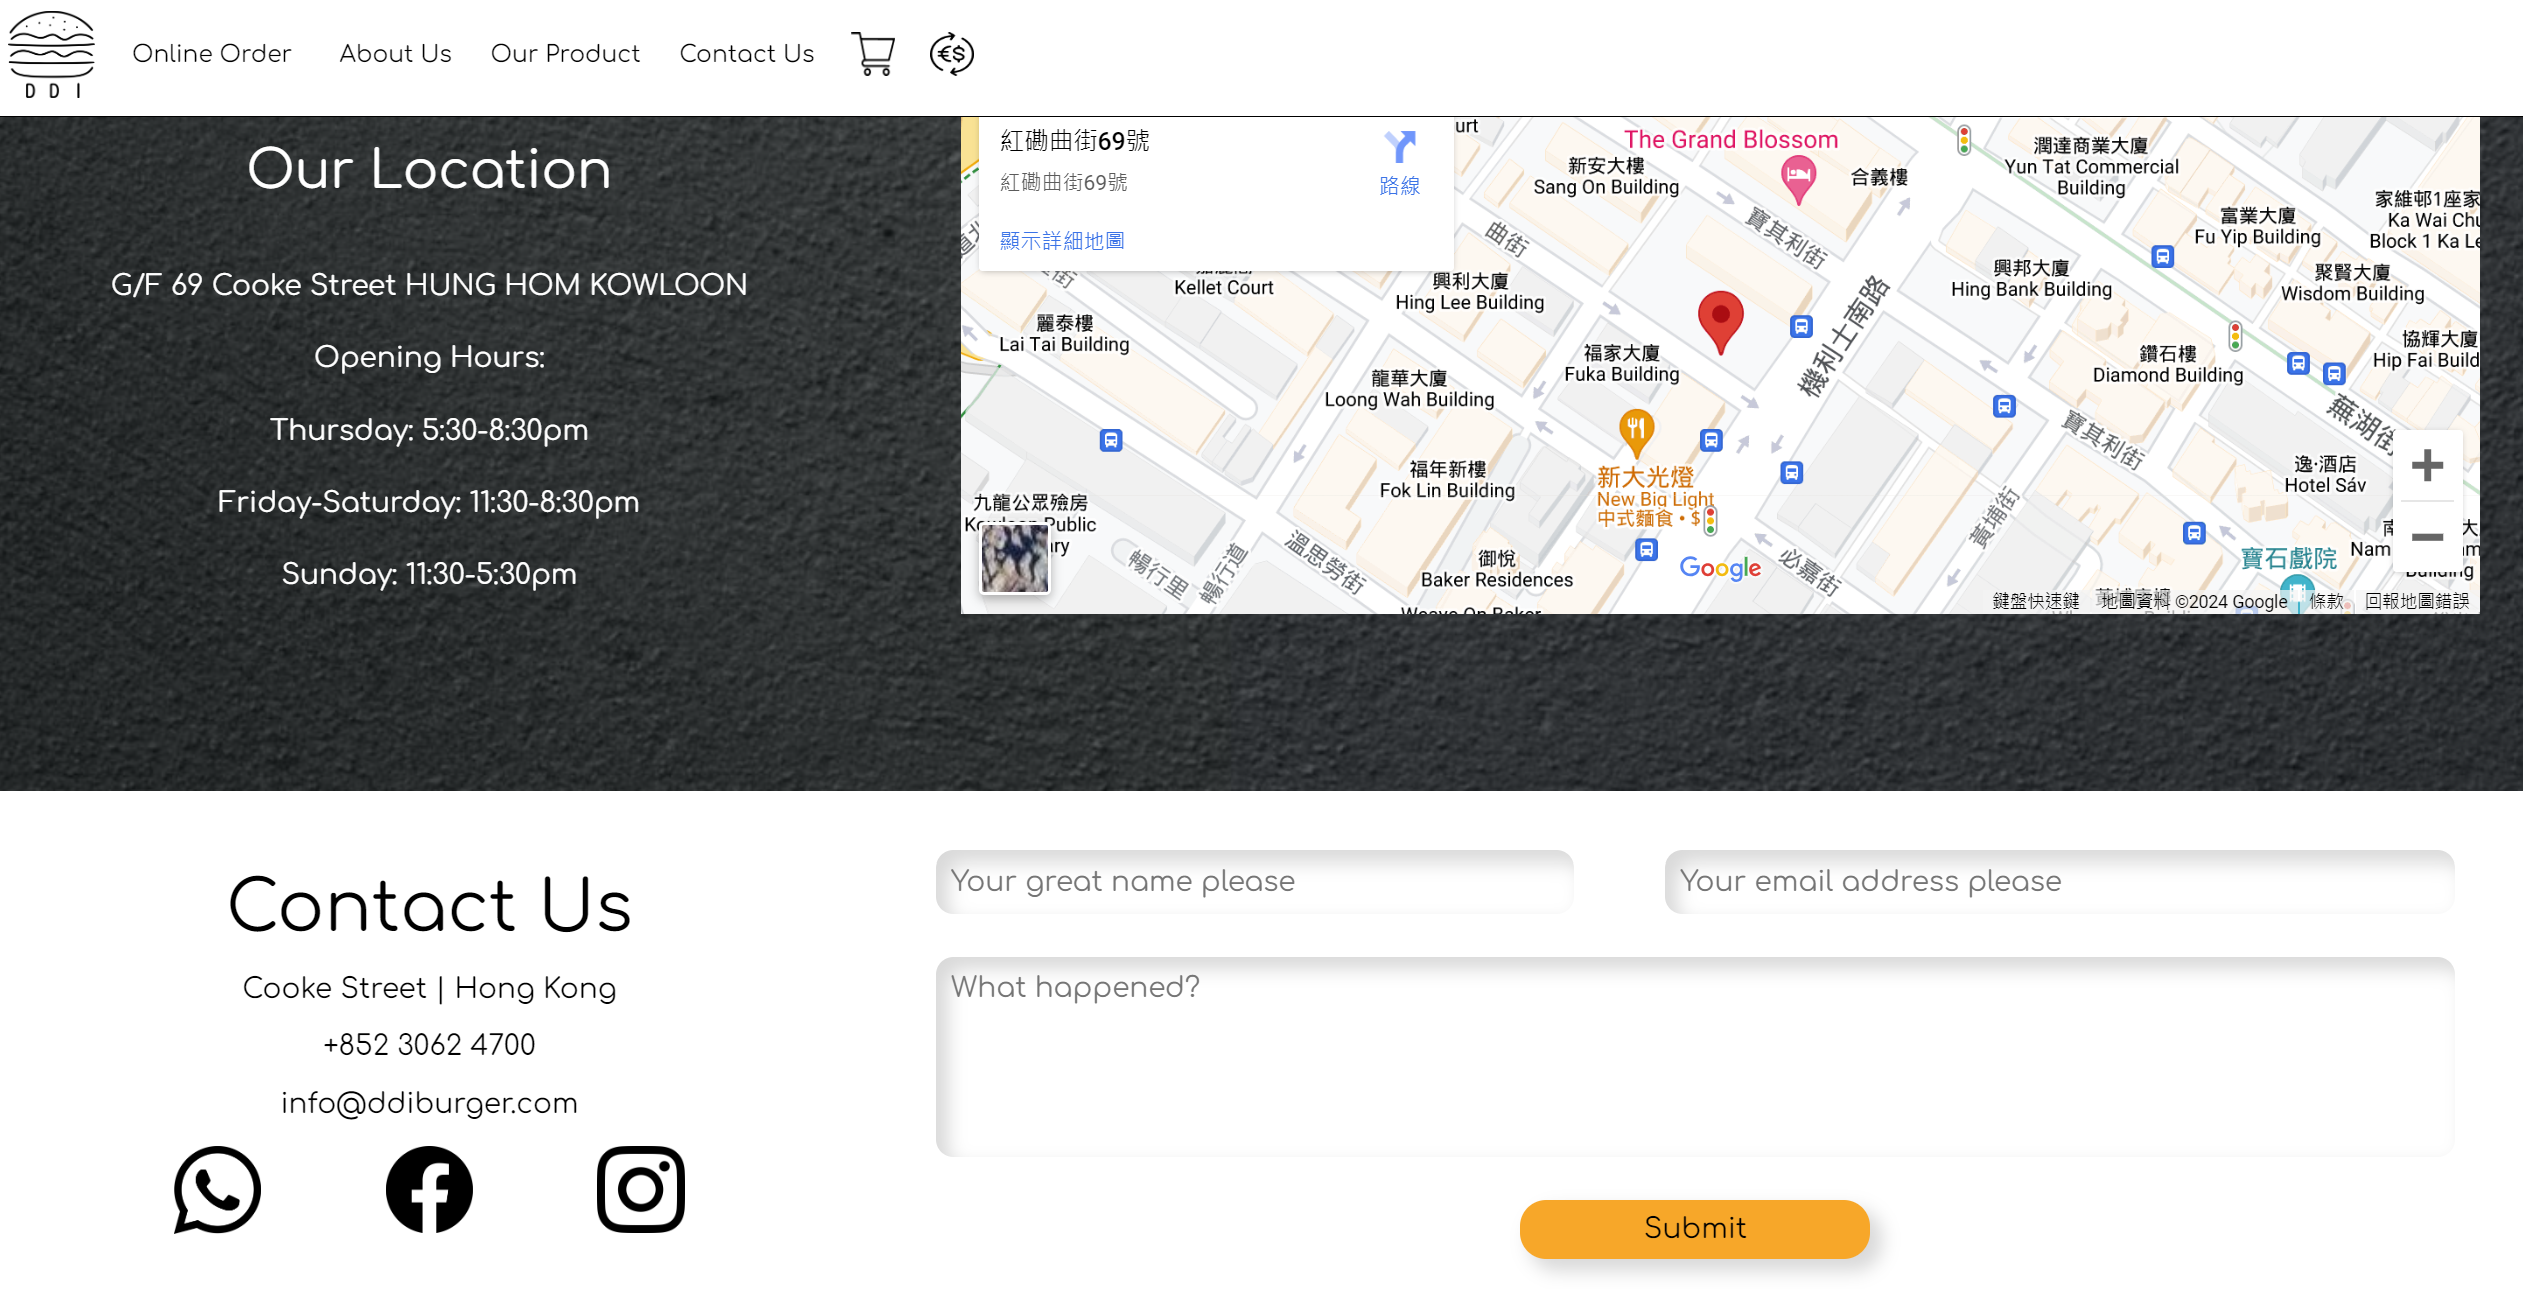 Online Order
About Us
Our Product
Contact Us
€$
DDI
Our Location
G/F 69 Cooke Street HUNG HOM KOWLOON
Opening Hours:
Thursday: 5:30-8:30pm
Friday-Saturday: 11:30-8:30pm
Sunday: 11:30-5:30pm
紅磡曲街69號
紅磡曲街69號
路線
顯示詳細地圖
urt
The Grand Blossom
新安大樓
Sang On Building
合義樓
潤達商業大廈
Yun Tat Commercial
Building
家維邨1座家
Ka Wai Chu
Block 1 Ka Le
富業大廈
Fu Yip Building
曲街
寶其利街
Kellet Court
興利大廈
Hing Lee Building
機利士南路
興邦大廈
Hing Bank Building
聚賢大廈
Wisdom Building
麗泰樓
Lai Tai Building
福家大廈
Fuka Building
鑽石樓
Diamond Building
協輝大廈
Hip Fai Build
龍華大廈
Loong Wah Building
蕪湖街
寶其利街
福年新樓
Fok Lin Building
新大光燈
New Big Light
中式麵食 • $
逸·酒店
Hotel Sáv
九龍公眾殮房
Kowloon Public
ry
黃埔街
暢行里
暢行道
溫思勞街
御悅
Baker Residences
Google
必嘉街
寶石戲院
Nam
Building
Weave On Baker
鍵盤快速鍵
地圖資料 ©2024 Google
條款
回報地圖錯誤
Contact Us
Cooke Street | Hong Kong
+852 3062 4700
info@ddiburger.com
Your great name please
Your email address please
What happened?
Submit